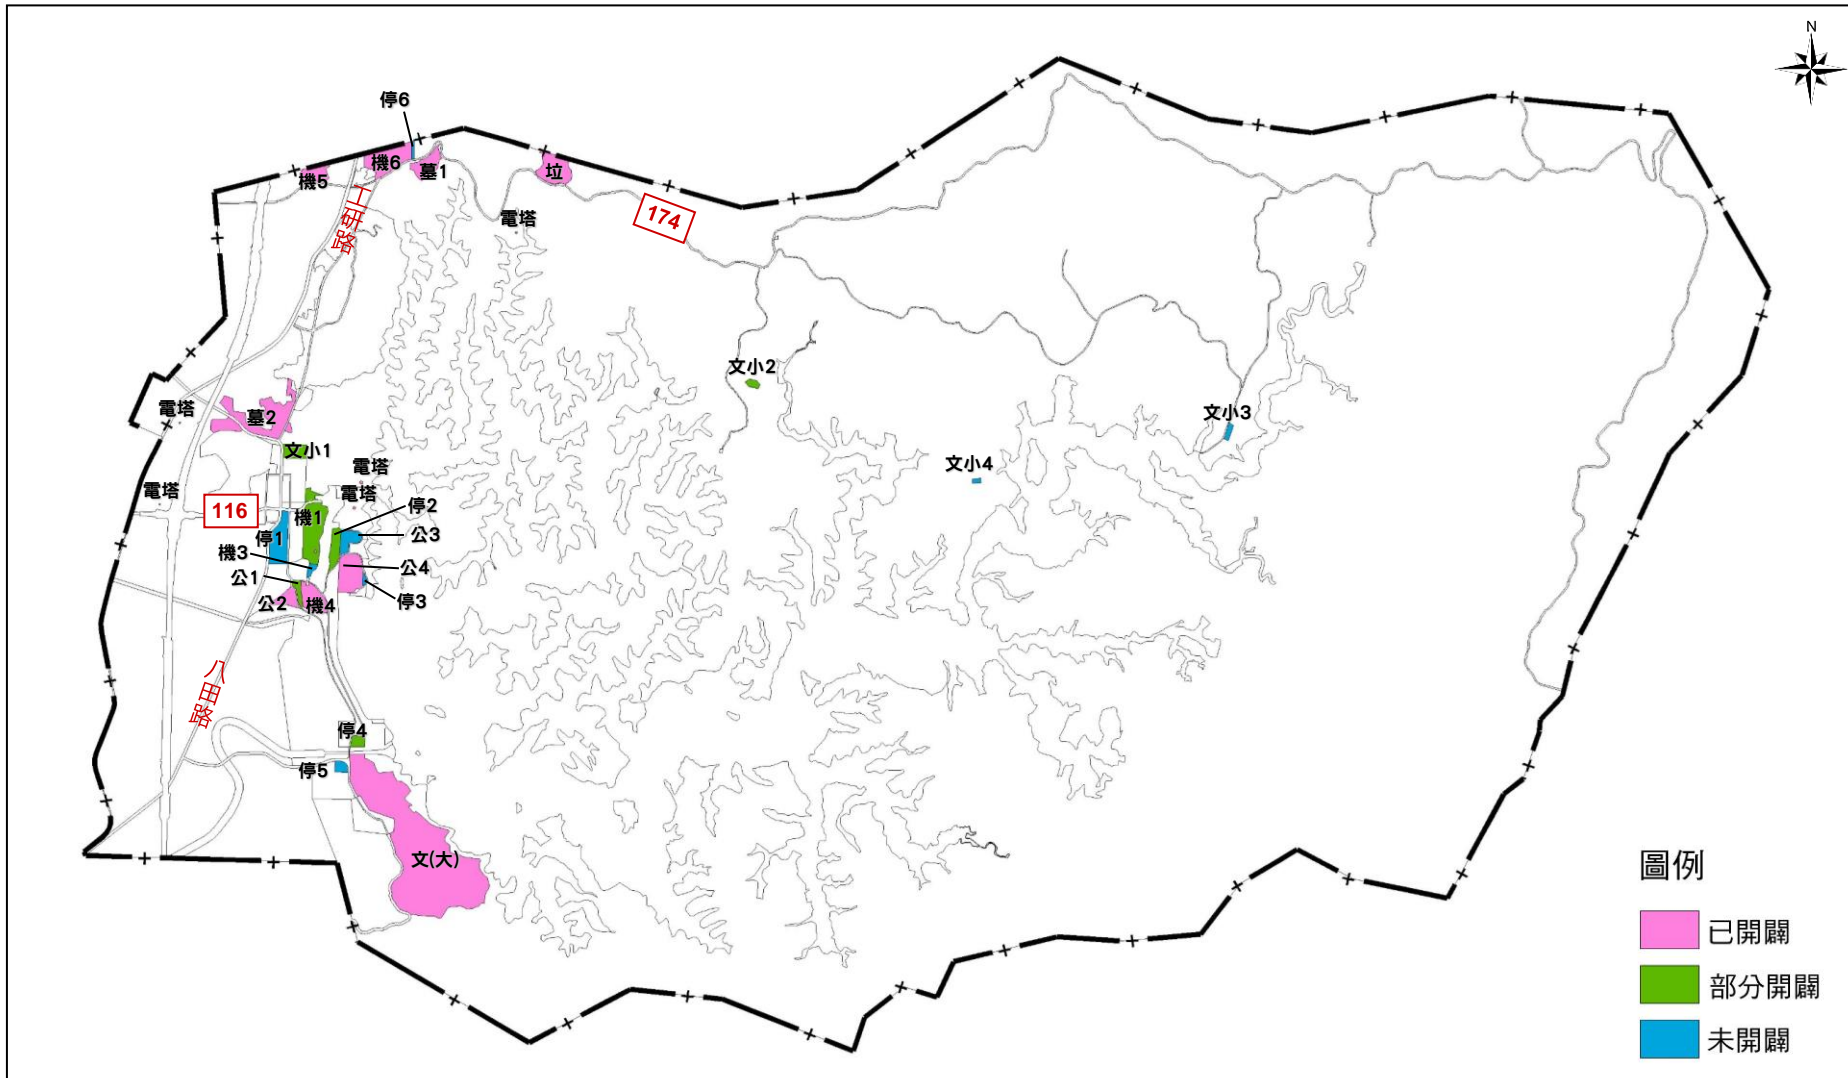 N
停6
機6
墓1
垃
機5
工研路
174
電塔
文小2
電塔
墓2
文小3
文小1
電塔
文小4
電塔
電塔
116
機1
停2
停1
公3
機3
公4
公1
停3
公2
機4
八田路
停4
停5
文(大)
圖例
已開闢
部分開闢
未開闢